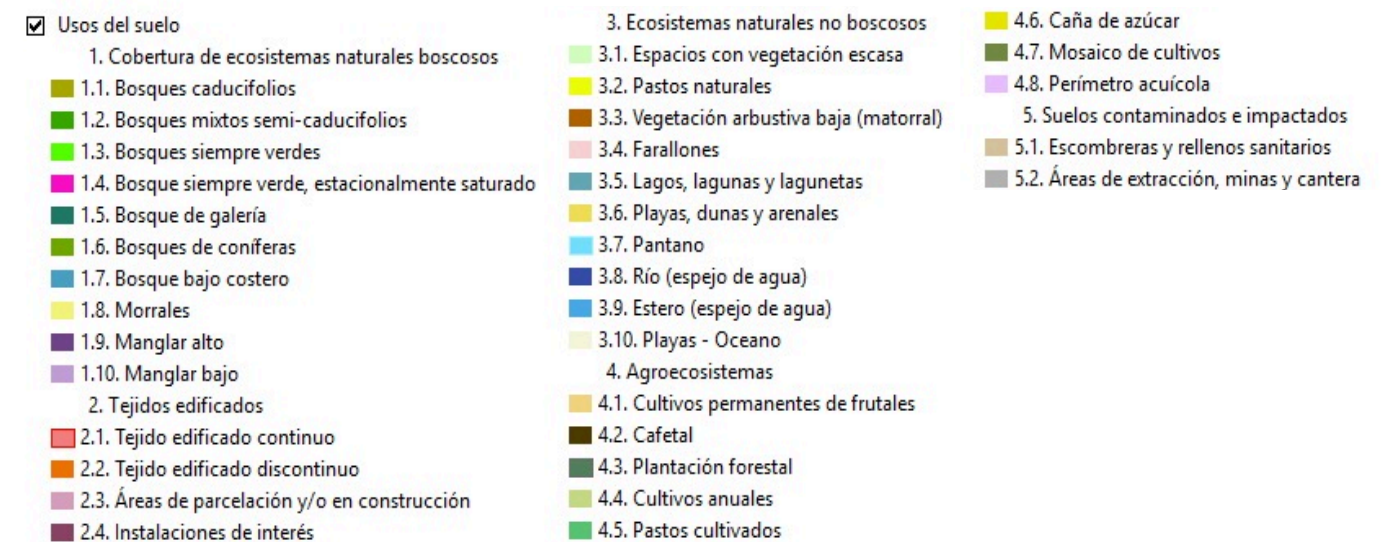 Usos del suelo
1. Cobertura de ecosistemas naturales boscosos
1.1. Bosques caducifolios
1.2. Bosques mixtos semi-caducifolios
1.3. Bosques siempre verdes
1.4. Bosque siempre verde, estacionalmente saturado
1.5. Bosque de galería
1.6. Bosques de coníferas
1.7. Bosque bajo costero
1.8. Morrales
1.9. Manglar alto
1.10. Manglar bajo
2. Tejidos edificados
2.1. Tejido edificado continuo
2.2. Tejido edificado discontinuo
2.3. Áreas de parcelación y/o en construcción
2.4. Instalaciones de interés
3. Ecosistemas naturales no boscosos
3.1. Espacios con vegetación escasa
3.2. Pastos naturales
3.3. Vegetación arbustiva baja (matorral)
3.4. Farallones
3.5. Lagos, lagunas y lagunetas
3.6. Playas, dunas y arenales
3.7. Pantano
3.8. Río (espejo de agua)
3.9. Estero (espejo de agua)
3.10. Playas - Oceano
4. Agroecosistemas
4.1. Cultivos permanentes de frutales
4.2. Cafetal
4.3. Plantación forestal
4.4. Cultivos anuales
4.5. Pastos cultivados
4.6. Caña de azúcar
4.7. Mosaico de cultivos
4.8. Perímetro acuícola
5. Suelos contaminados e impactados
5.1. Escombreras y rellenos sanitarios
5.2. Áreas de extracción, minas y cantera